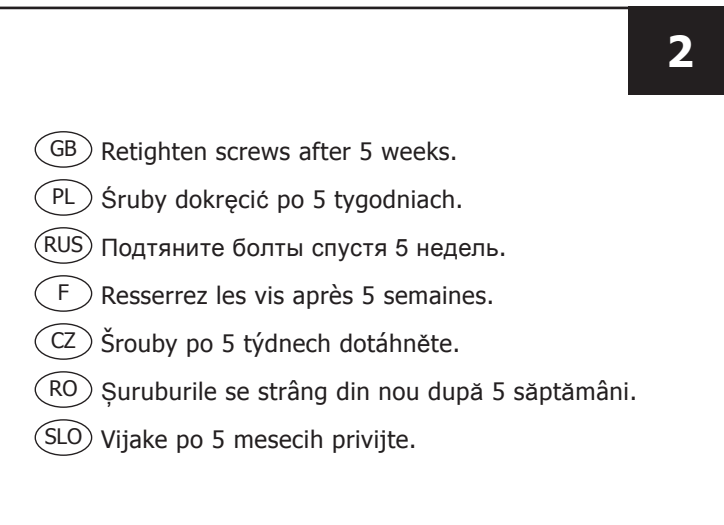 2
GB Retighten screws after 5 weeks.
PL Śruby dokręcić po 5 tygodniach.
RUS Подтяните болты спустя 5 недель.
F Resserrez les vis après 5 semaines.
CZ Šrouby po 5 týdnech dotáhněte.
RO Șuruburile se strâng din nou după 5 săptămâni.
SLO Vijake po 5 mesecih privijte.